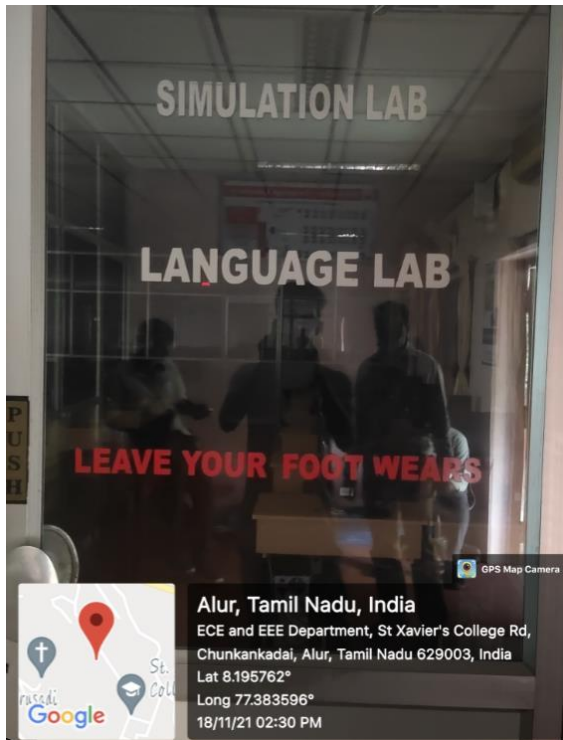 SIMULATION LAB
LANGUAGE LAB
PUSH
LEAVE YOUR FOOT WEARS
GPS Map Camera
Alur, Tamil Nadu, India
ECE and EEE Department, St Xavier's College Rd,
Chunkankadai, Alur, Tamil Nadu 629003, India
Lat 8.195762°
Long 77.383596°
18/11/21 02:30 PM
St.
Coll
Google